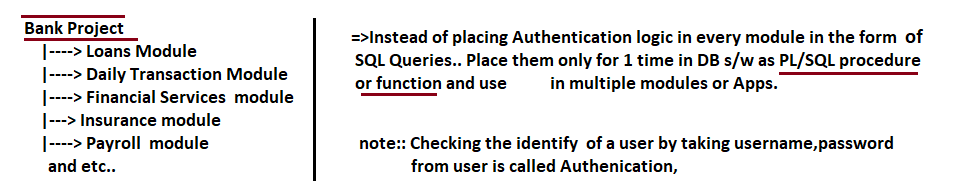 Bank Project
|----> Loans Module
|----> Daily Transaction Module
|----> Financial Services module
|---> Insurance module
|----> Payroll module
and etc..
=>Instead of placing Authentication logic in every module in the form of
SQL Queries.. Place them only for 1 time in DB s/w as PL/SQL procedure
or function and use in multiple modules or Apps.
note:: Checking the identify of a user by taking username,password
from user is called Authenication,